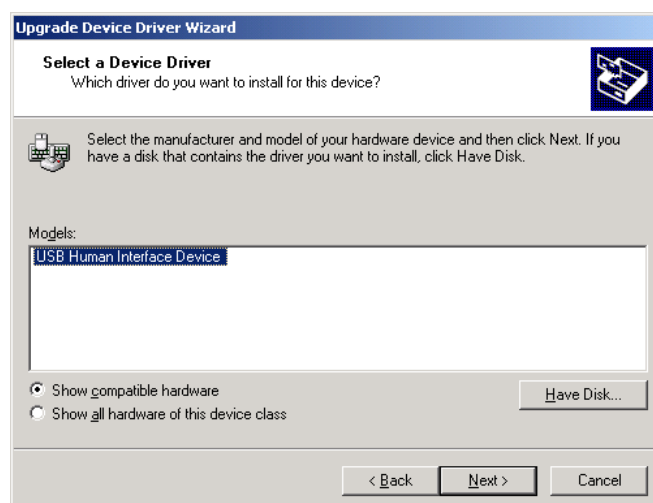 Upgrade Device Driver Wizard
Select a Device Driver
Which driver do you want to install for this device?
Select the manufacturer and model of your hardware device and then click Next. If you
have a disk that contains the driver you want to install, click Have Disk.
Models:
USB Human Interface Device
Show compatible hardware
Have Disk...
Show all hardware of this device class
< Back
Next >
Cancel